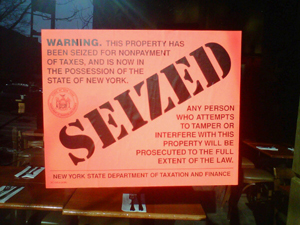 WARNING. THIS PROPERTY HAS
BEEN SEIZED FOR NONPAYMENT
OF TAXES, AND IS NOW IN
THE POSSESSION OF THE
STATE OF NEW YORK.
SEIZED
ANY PERSON
WHO ATTEMPTS
TO TAMPER OR
INTERFERE WITH THIS
PROPERTY WILL BE
PROSECUTED TO THE FULL
EXTENT OF THE LAW.
NEW YORK STATE DEPARTMENT OF TAXATION AND FINANCE